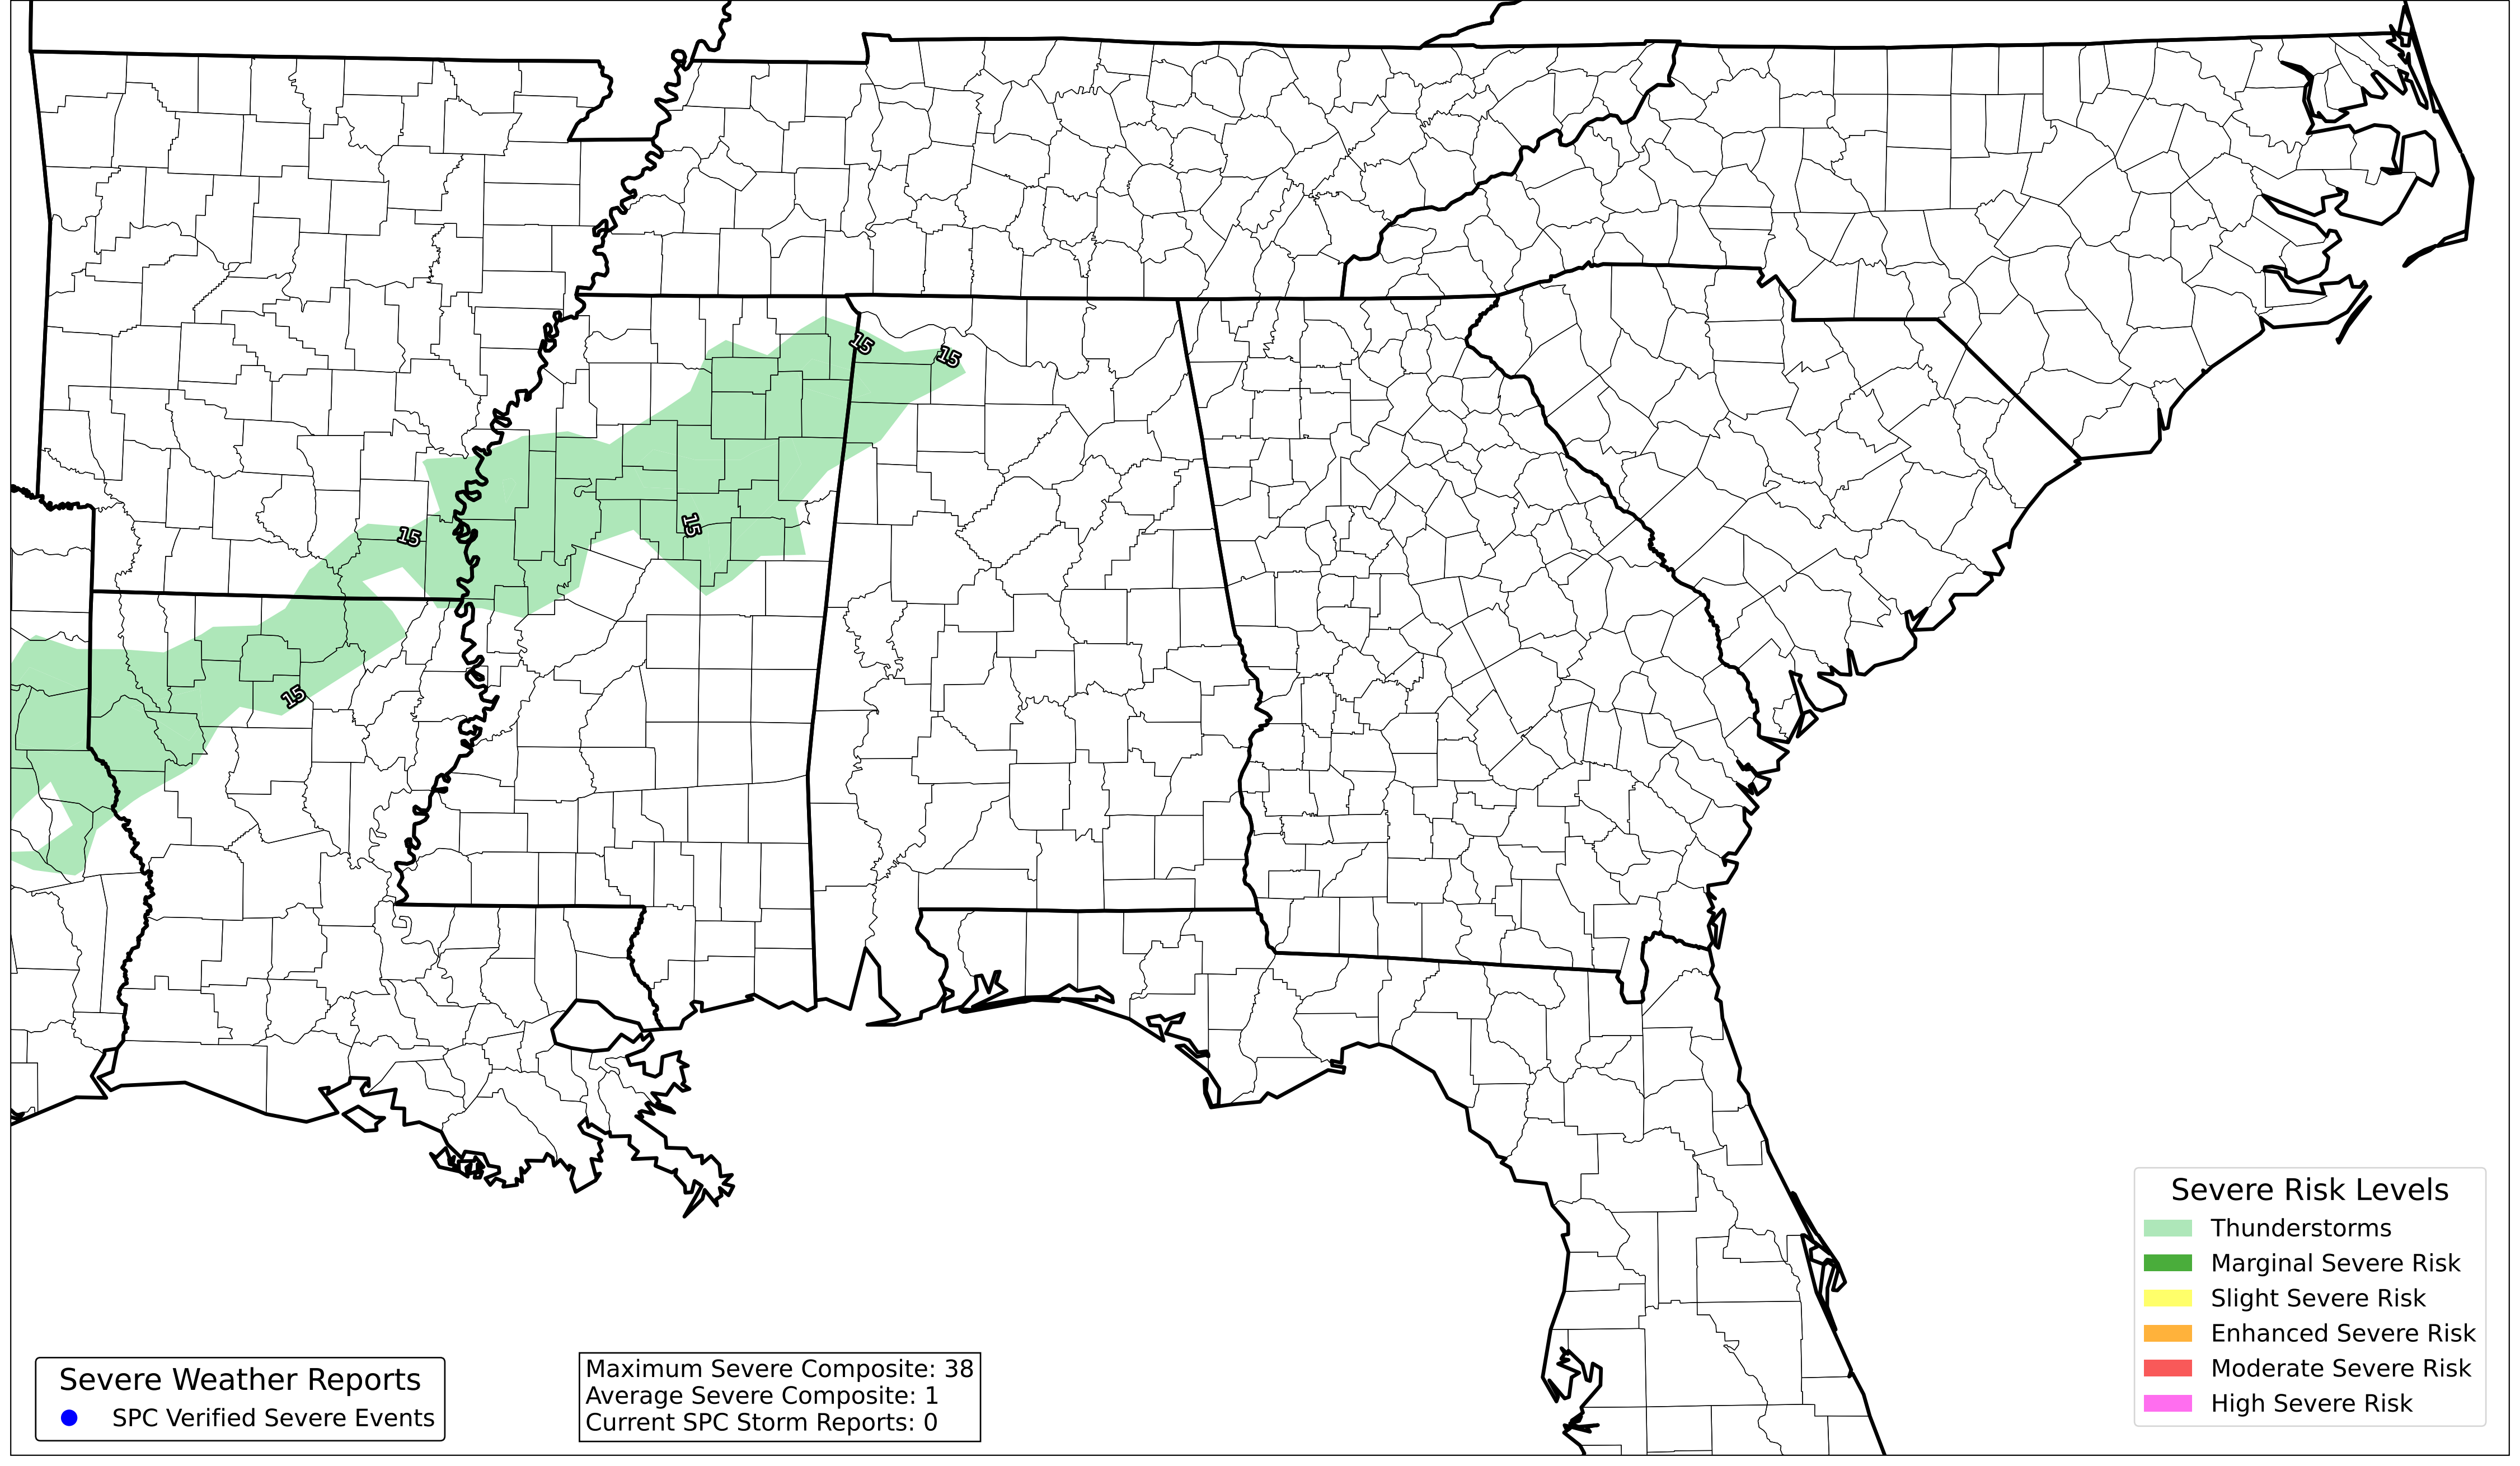 15
15
15
15
15
Severe Risk Levels
Thunderstorms
Marginal Severe Risk
Slight Severe Risk
Enhanced Severe Risk
Moderate Severe Risk
High Severe Risk
Severe Weather Reports
SPC Verified Severe Events
Maximum Severe Composite: 38
Average Severe Composite: 1
Current SPC Storm Reports: 0